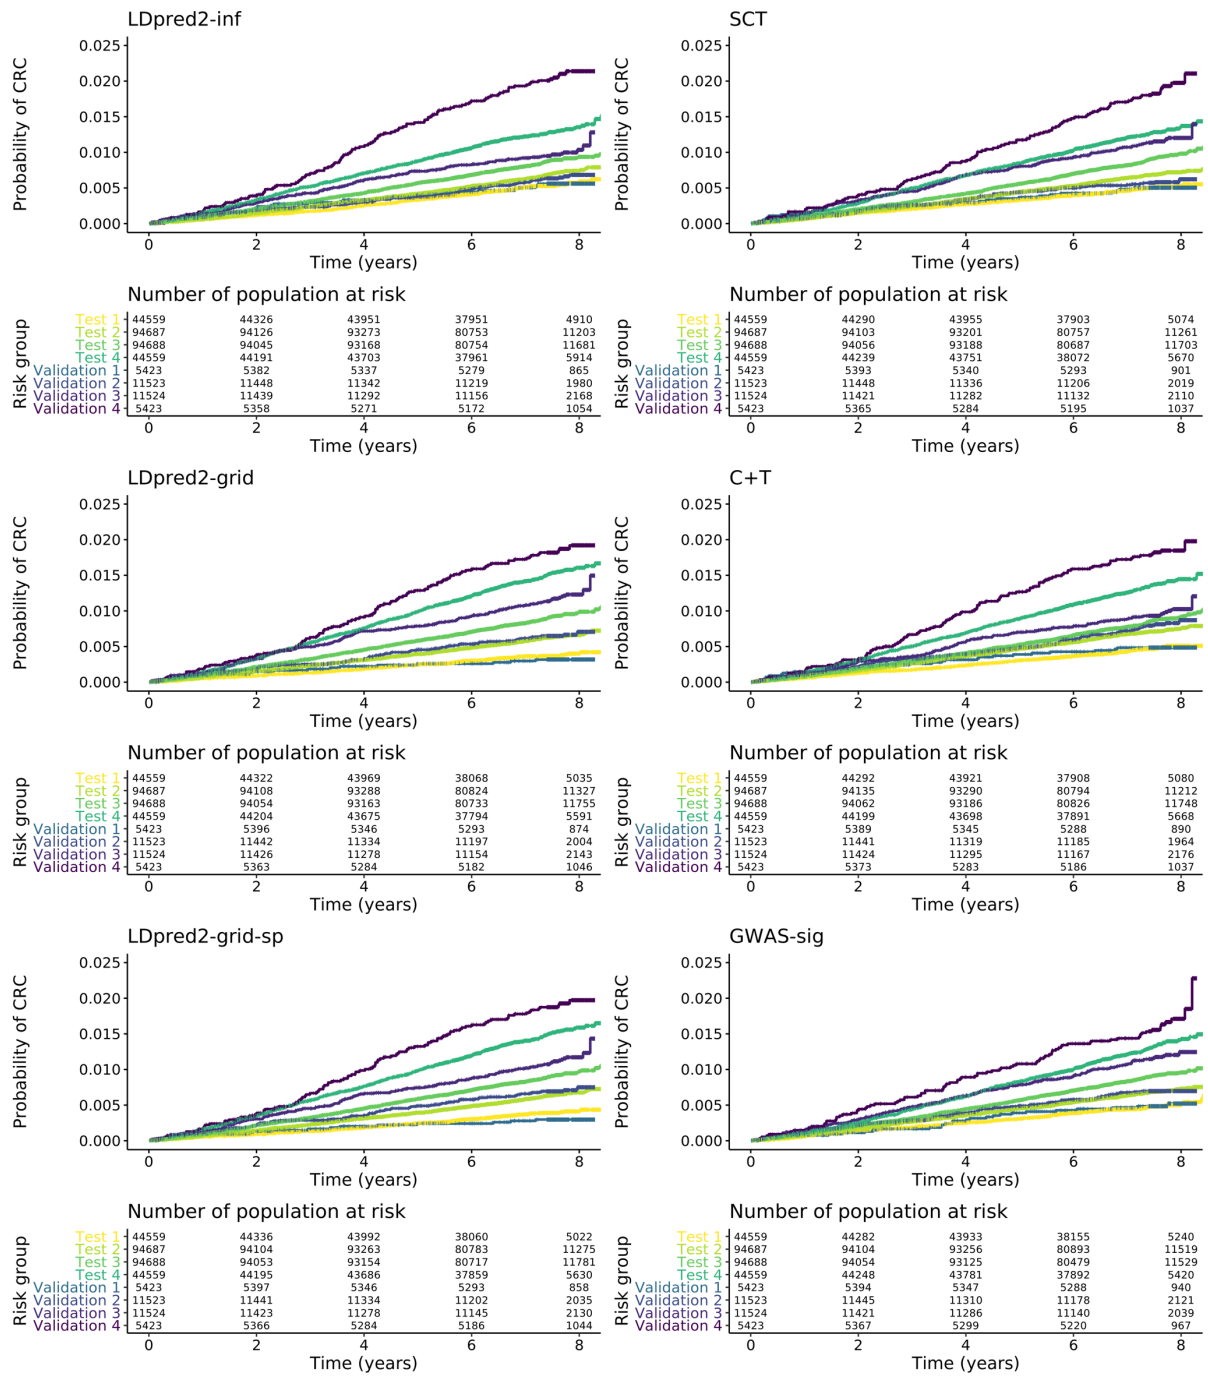 LDpred2-inf
Probability of CRC
0.025
0.020
0.015
0.010
0.005
0.000
0 2 4 6 8
Time (years)
Number of population at risk
Risk group
Test 1 44559 44326 43951 37951 4910
Test 2 94687 94126 93273 80753 11203
Test 3 94688 94045 93168 80754 11681
Test 4 44559 44191 43703 37961 5914
Validation 1 5423 5382 5337 5279 865
Validation 2 11523 11448 11342 11219 1980
Validation 3 11524 11439 11292 11156 2168
Validation 4 5423 5358 5271 5172 1054
0 2 4 6 8
Time (years)
SCT
Probability of CRC
0.025
0.020
0.015
0.010
0.005
0.000
0 2 4 6 8
Time (years)
Number of population at risk
Risk group
Test 1 44559 44290 43955 37903 5074
Test 2 94687 94103 93201 80757 11261
Test 3 94688 94056 93188 80687 11703
Test 4 44559 44239 43751 38072 5670
Validation 1 5423 5393 5340 5293 901
Validation 2 11523 11448 11336 11206 2019
Validation 3 11524 11421 11282 11132 2110
Validation 4 5423 5365 5284 5195 1037
0 2 4 6 8
Time (years)
LDpred2-grid
Probability of CRC
0.025
0.020
0.015
0.010
0.005
0.000
0 2 4 6 8
Time (years)
Number of population at risk
Risk group
Test 1 44559 44322 43969 38068 5035
Test 2 94687 94108 93288 80824 11327
Test 3 94688 94054 93163 80733 11755
Test 4 44559 44204 43675 37794 5591
Validation 1 5423 5396 5346 5293 874
Validation 2 11523 11442 11334 11197 2004
Validation 3 11524 11426 11278 11154 2143
Validation 4 5423 5363 5284 5182 1046
0 2 4 6 8
Time (years)
C+T
Probability of CRC
0.025
0.020
0.015
0.010
0.005
0.000
0 2 4 6 8
Time (years)
Number of population at risk
Risk group
Test 1 44559 44292 43921 37908 5080
Test 2 94687 94135 93290 80794 11212
Test 3 94688 94062 93186 80826 11748
Test 4 44559 44199 43698 37891 5668
Validation 1 5423 5389 5345 5288 890
Validation 2 11523 11441 11319 11185 1964
Validation 3 11524 11424 11295 11167 2176
Validation 4 5423 5373 5283 5186 1037
0 2 4 6 8
Time (years)
LDpred2-grid-sp
Probability of CRC
0.025
0.020
0.015
0.010
0.005
0.000
0 2 4 6 8
Time (years)
Number of population at risk
Risk group
Test 1 44559 44336 43992 38060 5022
Test 2 94687 94104 93263 80783 11275
Test 3 94688 94053 93154 80717 11781
Test 4 44559 44195 43686 37859 5630
Validation 1 5423 5397 5346 5293 858
Validation 2 11523 11441 11334 11202 2035
Validation 3 11524 11423 11278 11145 2130
Validation 4 5423 5366 5284 5186 1044
0 2 4 6 8
Time (years)
GWAS-sig
Probability of CRC
0.025
0.020
0.015
0.010
0.005
0.000
0 2 4 6 8
Time (years)
Number of population at risk
Risk group
Test 1 44559 44282 43933 38155 5240
Test 2 94687 94104 93256 80893 11519
Test 3 94688 94054 93125 80479 11529
Test 4 44559 44248 43781 37892 5420
Validation 1 5423 5394 5347 5288 940
Validation 2 11523 11445 11310 11178 2121
Validation 3 11524 11421 11286 11140 2039
Validation 4 5423 5367 5299 5220 967
0 2 4 6 8
Time (years)